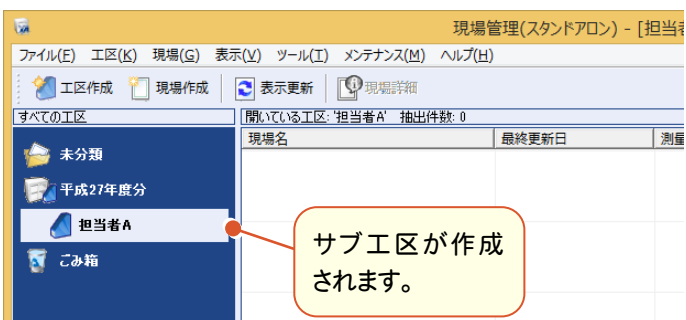 現場管理(スタンドアロン) - [担当者
ファイル(F) 工区(K) 現場(G) 表示(V) ツール(T) メンテナンス(M) ヘルプ(H)
工区作成 現場作成 表示更新 現場詳細
すべての工区
開いている工区: '担当者A' 抽出件数: 0
現場名 最終更新日 測量
未分類
平成27年度分
担当者A
ごみ箱
サブ工区が作成
されます。